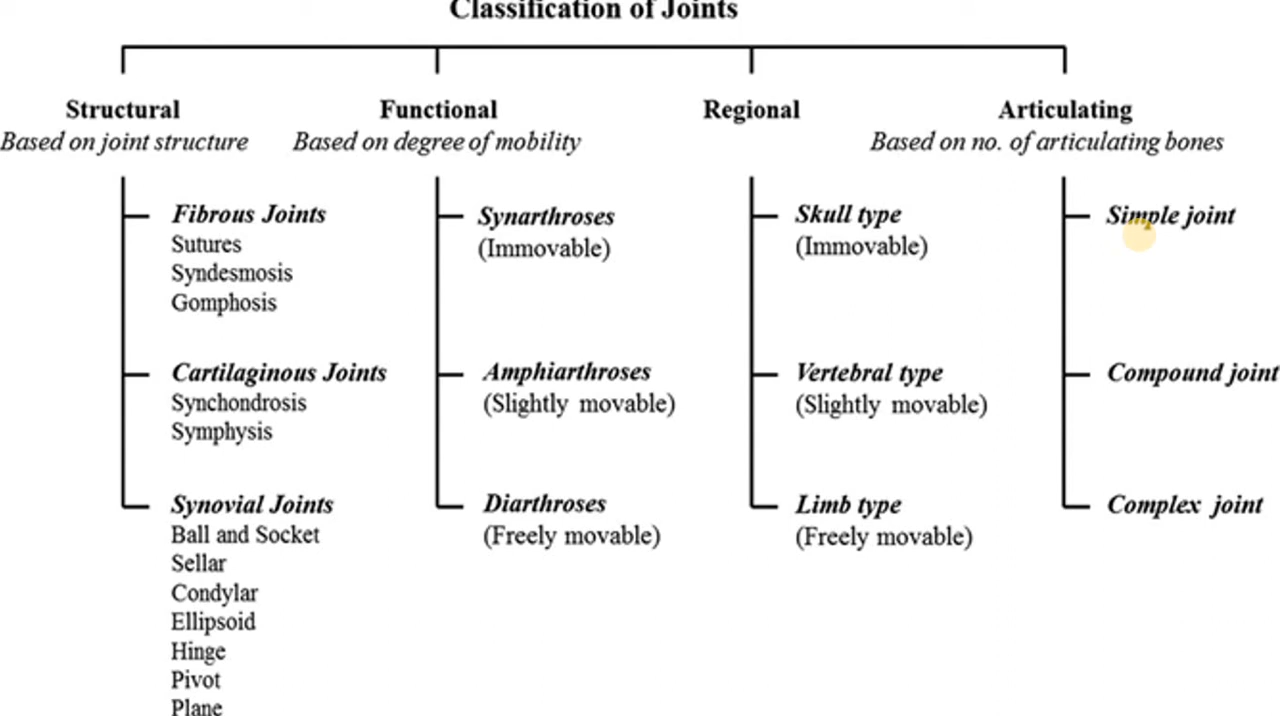 Classification of Joints
Structural
Based on joint structure
Fibrous Joints
Sutures
Syndesmosis
Gomphosis
Cartilaginous Joints
Synchondrosis
Symphysis
Synovial Joints
Ball and Socket
Sellar
Condylar
Ellipsoid
Hinge
Pivot
Plane
Functional
Based on degree of mobility
Synarthroses
(Immovable)
Amphiarthroses
(Slightly movable)
Diarthroses
(Freely movable)
Regional
Skull type
(Immovable)
Vertebral type
(Slightly movable)
Limb type
(Freely movable)
Articulating
Based on no. of articulating bones
Simple joint
Compound joint
Complex joint